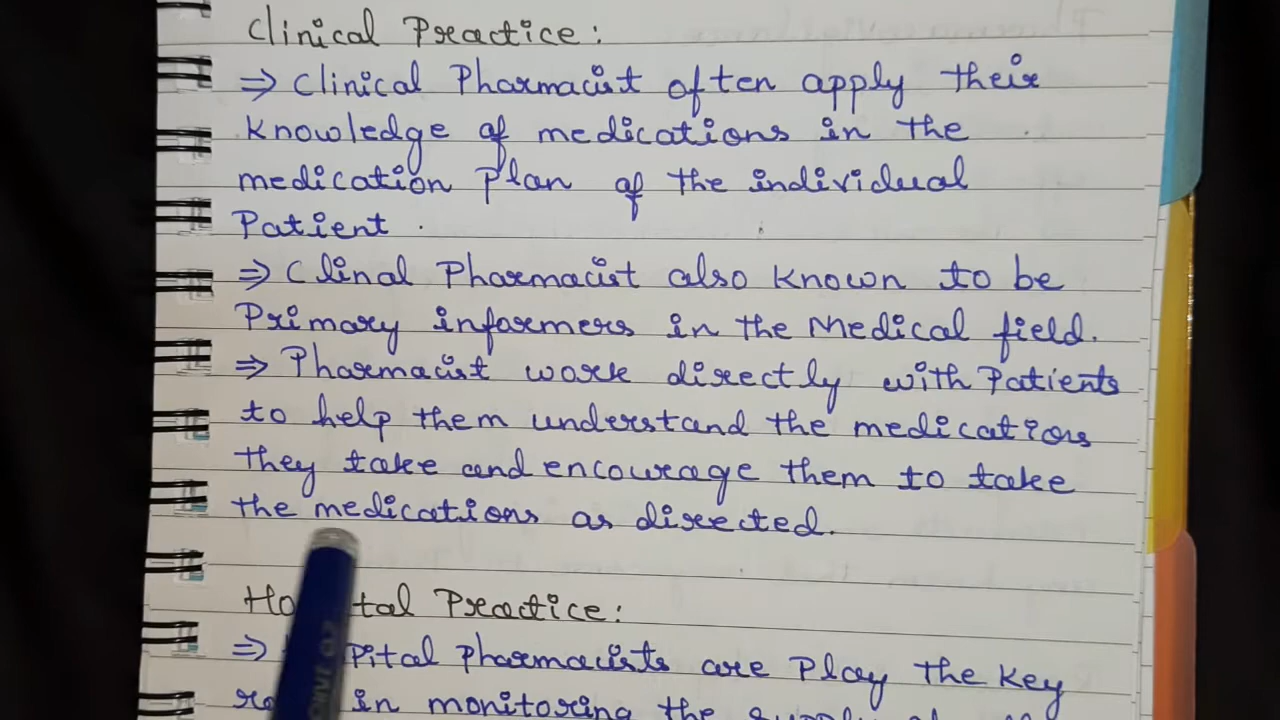 Clinical Practice:
⇒ Clinical Pharmacist often apply their
knowledge of medications in the
medication plan of the individual
Patient.
⇒ Clinal Pharmacist also known to be
Primary informers in the Medical field.
⇒ Pharmacist work directly with Patients
to help them understand the medications
they take and encourage them to take
the medications as directed.
Ho tal Practice:
⇒ pital pharmacists are Play the key
in monitoring the